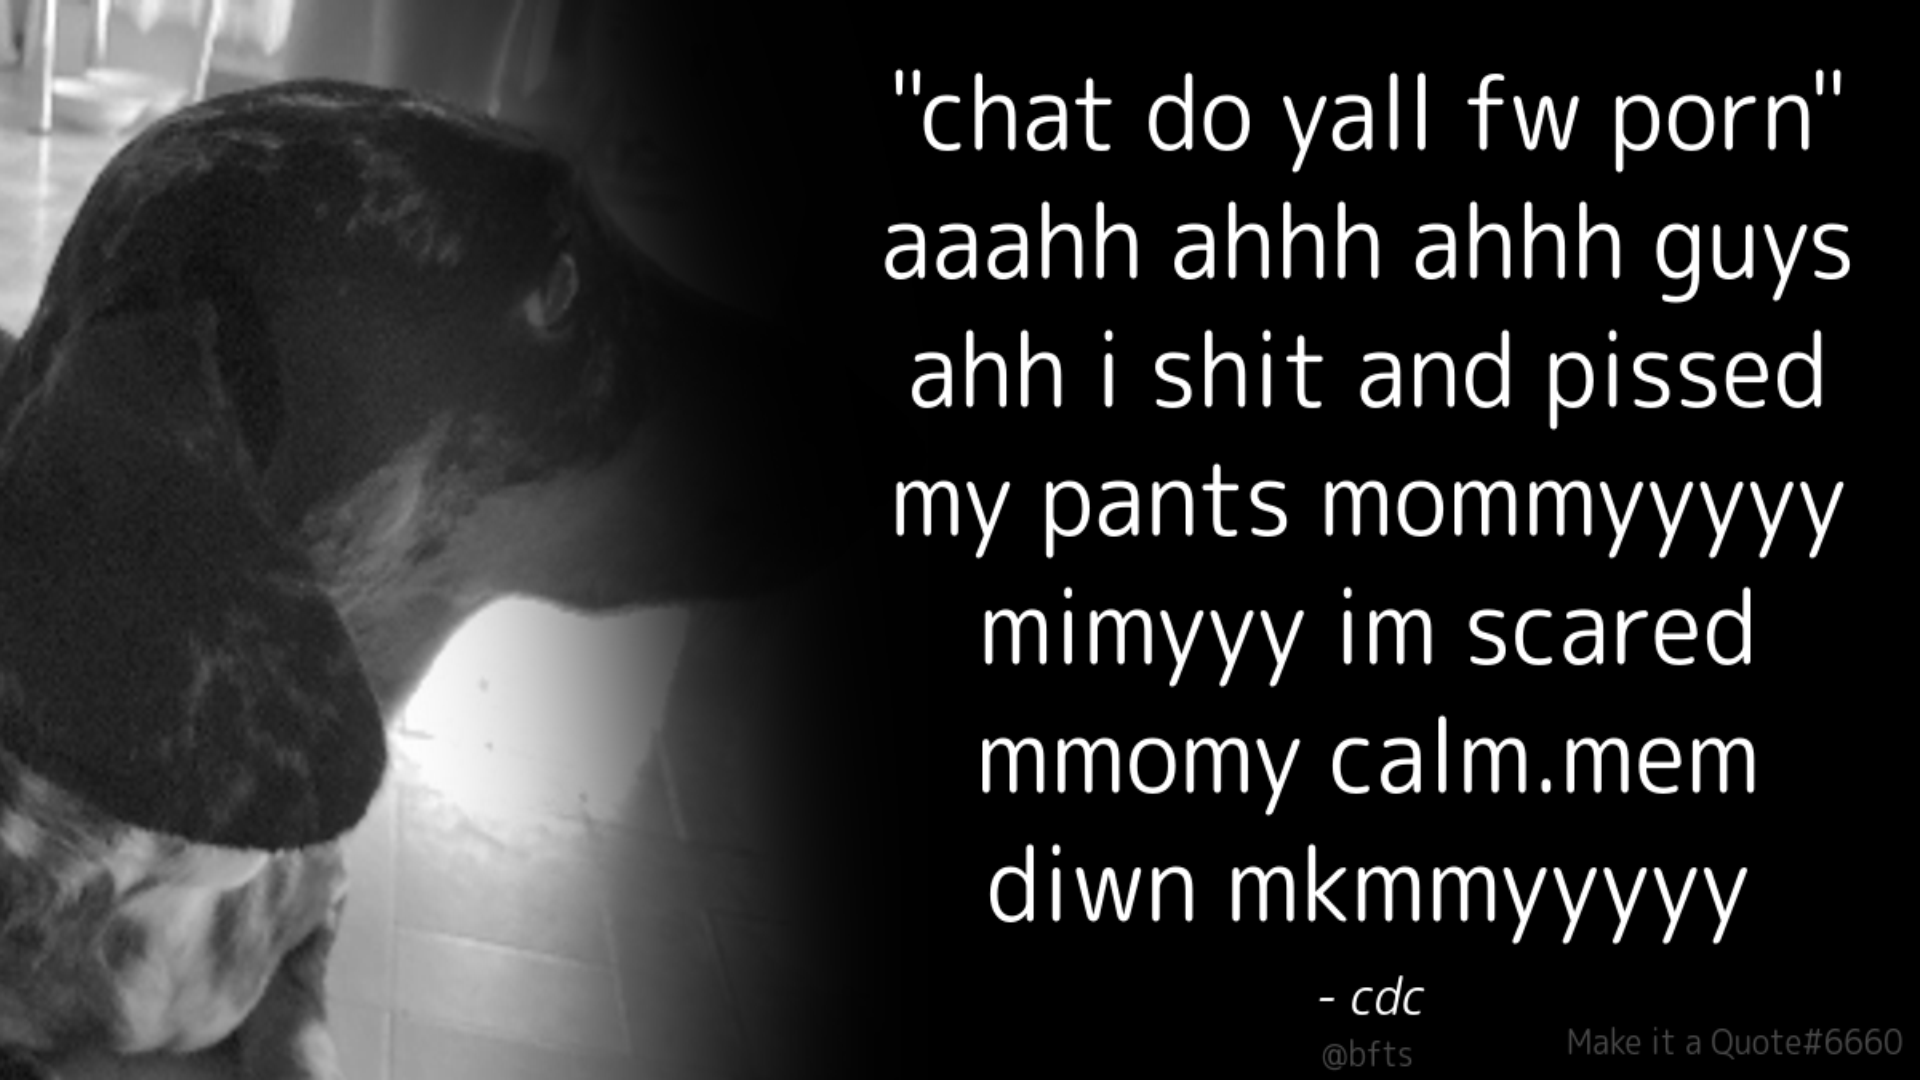 "chat do yall fw porn"
aaahh ahhh ahhh guys
ahh i shit and pissed
my pants mommyyyyy
mimyyy im scared
mmomy calm.mem
diwn mkmmyyyyy
- cdc
@bfts
Make it a Quote#6660